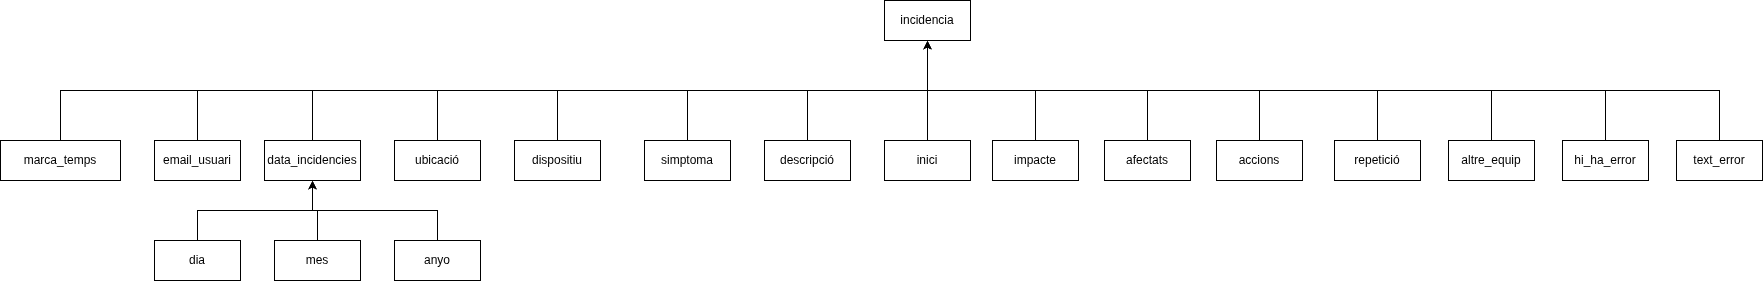 incidencia
marca_temps
email_usuari
data_incidencies
ubicació
dispositiu
simptoma
descripció
inici
impacte
afectats
accions
repetició
altre_equip
hi_ha_error
text_error
dia
mes
anyo